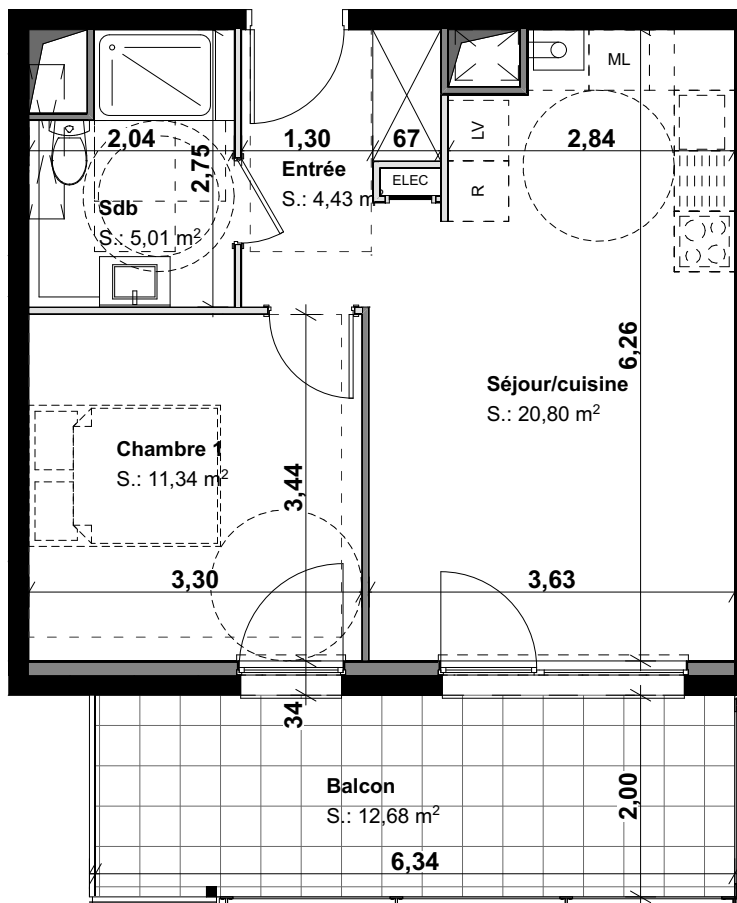 ML
2,04
1,30
67
LV
2,84
2,75
Entrée
S.: 4,43 m²
ELEC
R
Sdb
S.: 5,01 m²
6,26
Séjour/cuisine
S.: 20,80 m²
Chambre 1
S.: 11,34 m²
3,44
3,30
3,63
34
Balcon
S.: 12,68 m²
2,00
6,34